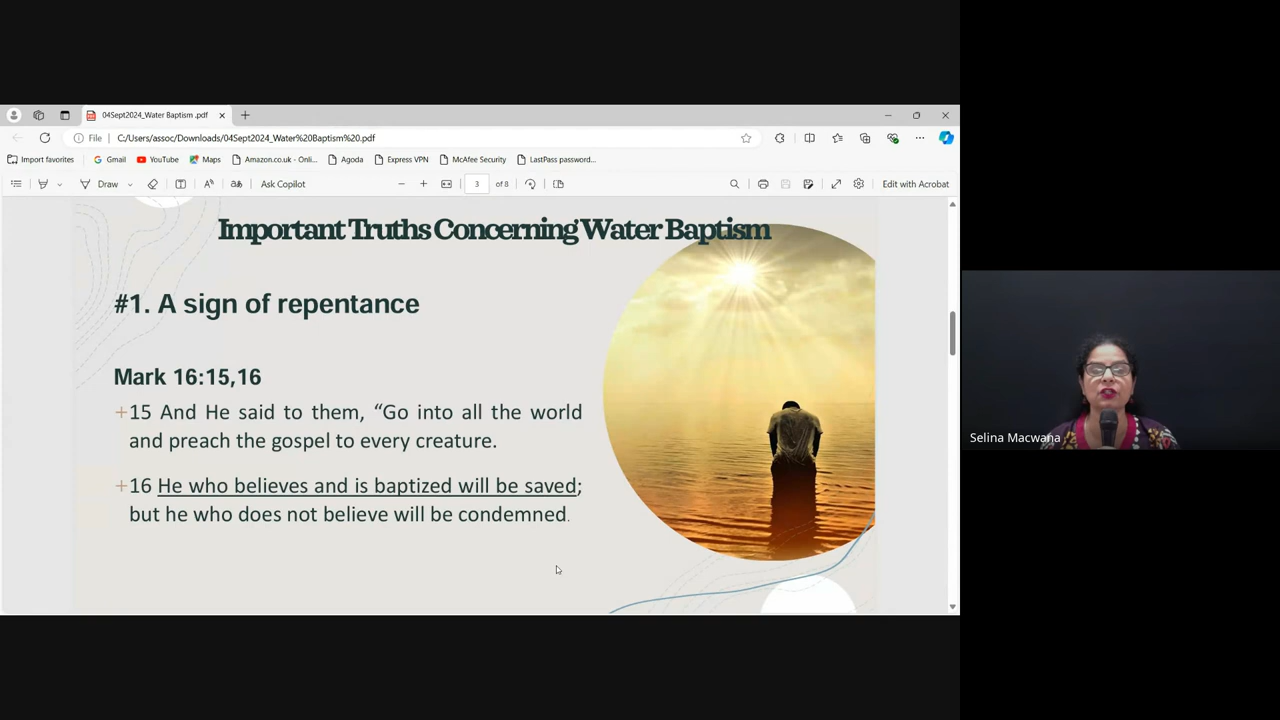 04Sept2024_Water Baptism .pdf
File
C:/Users/assoc/Downloads/04Sept2024_Water%20Baptism%20.pdf
Import favorites Gmail YouTube Maps Amazon.co.uk - Onli... Agoda Express VPN McAfee Security LastPass password...
Draw Ask Copilot 3 of 8 Edit with Acrobat
Important Truths Concerning Water Baptism
#1. A sign of repentance
Mark 16:15,16
+15 And He said to them, “Go into all the world
and preach the gospel to every creature.
+16 He who believes and is baptized will be saved;
but he who does not believe will be condemned.
Selina Macwana